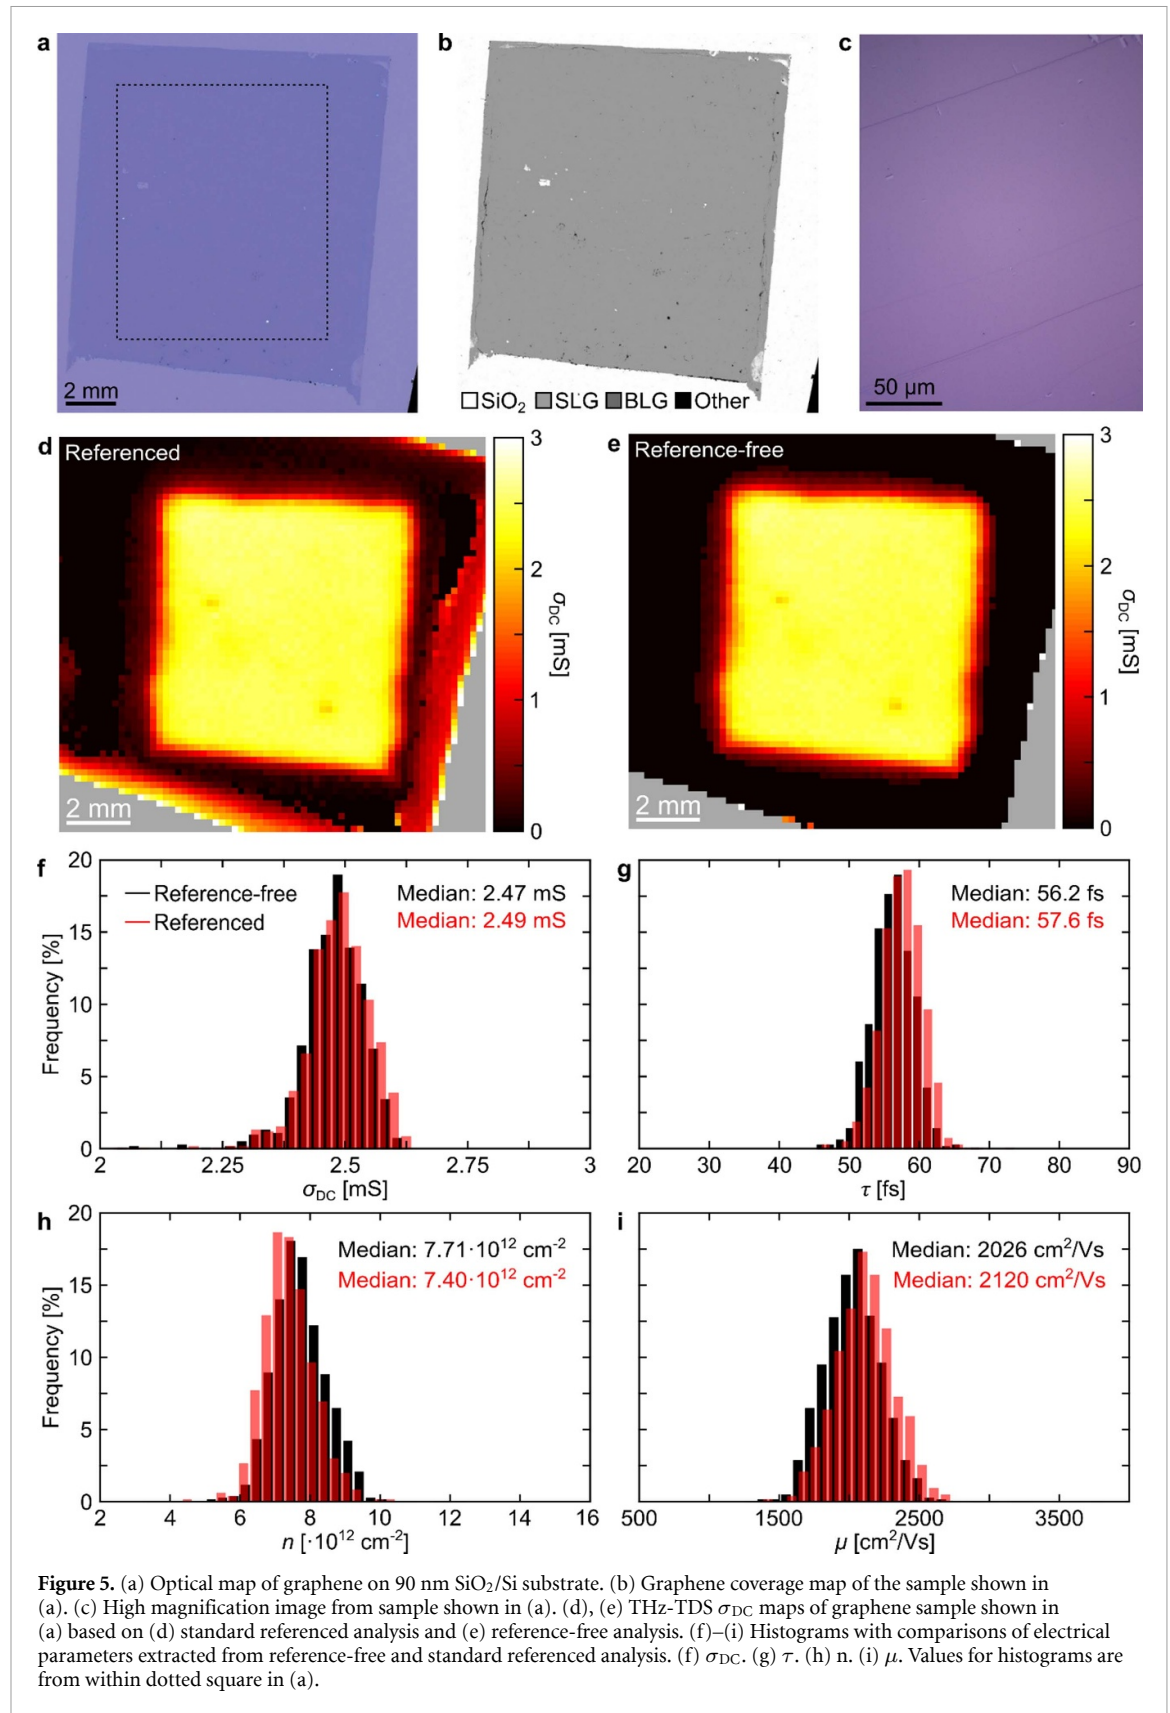 a
b
c
2 mm
SiO₂ SLG BLG Other
50 µm
d
Referenced
2 mm
3
2
1
0
σDC [mS]
e
Reference-free
2 mm
3
2
1
0
σDC [mS]
f
Reference-free
Referenced
Median: 2.47 mS
Median: 2.49 mS
Frequency [%]
20
15
10
5
0
2 2.25 2.5 2.75 3
σDC [mS]
g
Median: 56.2 fs
Median: 57.6 fs
20 30 40 50 60 70 80 90
τ [fs]
h
Median: 7.71·10¹² cm⁻²
Median: 7.40·10¹² cm⁻²
Frequency [%]
20
15
10
5
0
2 4 6 8 10 12 14 16
n [·10¹² cm⁻²]
i
Median: 2026 cm²/Vs
Median: 2120 cm²/Vs
500 1500 2500 3500
µ [cm²/Vs]
Figure 5. (a) Optical map of graphene on 90 nm SiO₂/Si substrate. (b) Graphene coverage map of the sample shown in
(a). (c) High magnification image from sample shown in (a). (d), (e) THz-TDS σDC maps of graphene sample shown in
(a) based on (d) standard referenced analysis and (e) reference-free analysis. (f)–(i) Histograms with comparisons of electrical
parameters extracted from reference-free and standard referenced analysis. (f) σDC. (g) τ. (h) n. (i) µ. Values for histograms are
from within dotted square in (a).